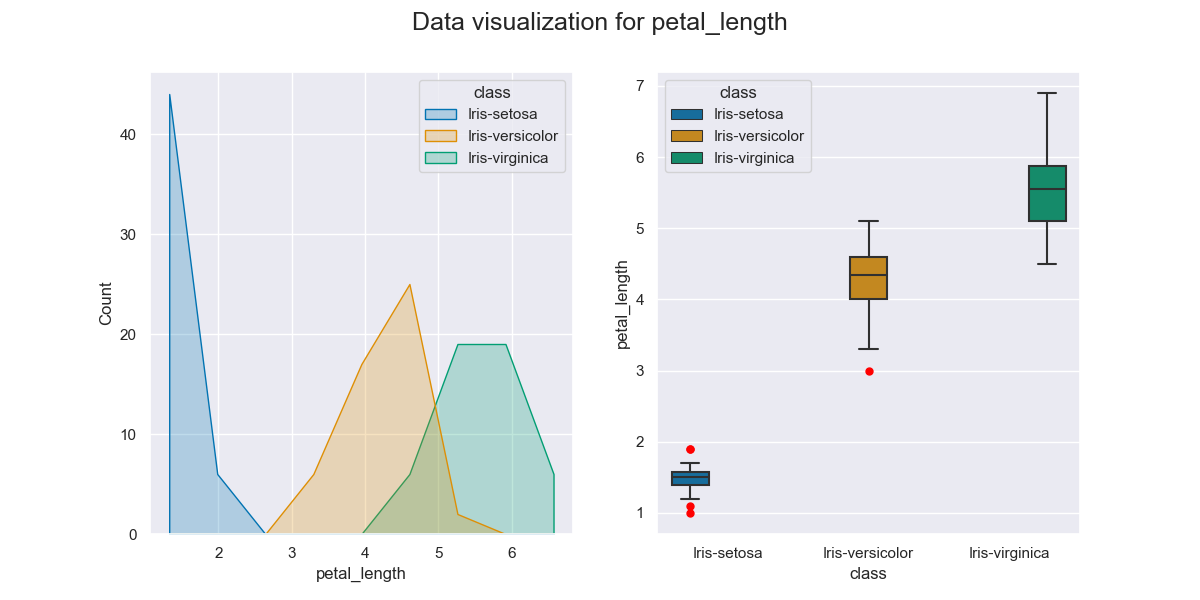 Data visualization for petal_length
class
Iris-setosa
Iris-versicolor
Iris-virginica
Count
40
30
20
10
0
2 3 4 5 6
petal_length
class
Iris-setosa
Iris-versicolor
Iris-virginica
petal_length
7
6
5
4
3
2
1
Iris-setosa Iris-versicolor Iris-virginica
class